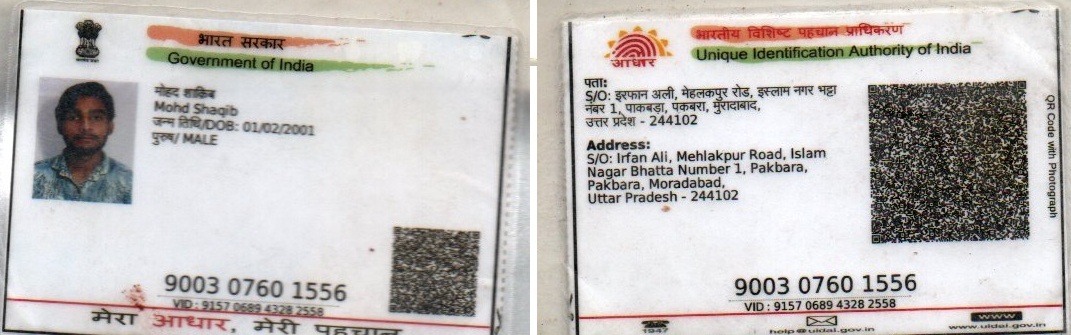 भारत सरकार
Government of India
मोहद शाकिब
Mohd Shaqib
जन्म तिथि/DOB: 01/02/2001
पुरुष/ MALE
9003 0760 1556
VID : 9157 0689 4328 2558
मेरा आधार, मेरी पहचान
भारतीय विशिष्ट पहचान प्राधिकरण
Unique Identification Authority of India
आधार
पता:
S/O: इरफान अली, मेहलकपुर रोड, इस्लाम नगर भट्टा
नंबर 1, पाकबड़ा, पकबरा, मुरादाबाद,
उत्तर प्रदेश - 244102
Address:
S/O: Irfan Ali, Mehlakpur Road, Islam
Nagar Bhatta Number 1, Pakbara,
Pakbara, Moradabad,
Uttar Pradesh - 244102
QR Code with Photograph
9003 0760 1556
VID : 9157 0689 4328 2558
1947
help@uidai.gov.in
www
www.uidai.gov.in